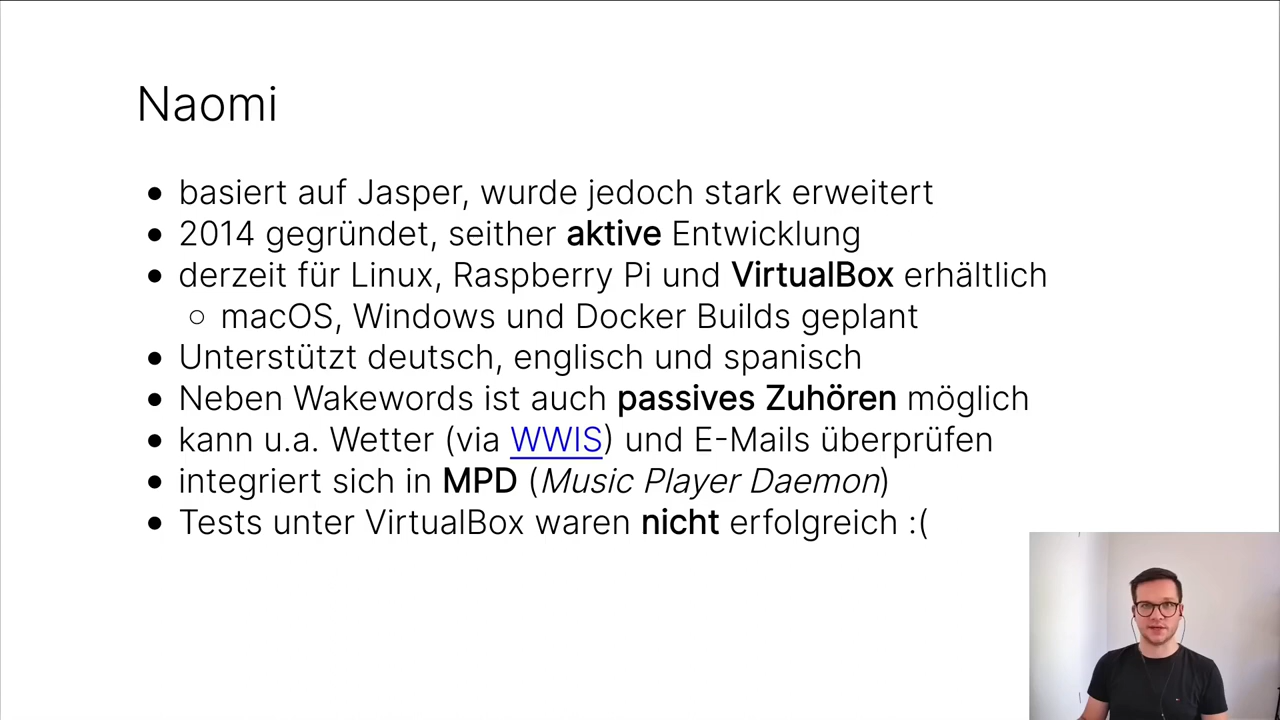 Naomi
• basiert auf Jasper, wurde jedoch stark erweitert
• 2014 gegründet, seither aktive Entwicklung
• derzeit für Linux, Raspberry Pi und VirtualBox erhältlich
○ macOS, Windows und Docker Builds geplant
• Unterstützt deutsch, englisch und spanisch
• Neben Wakewords ist auch passives Zuhören möglich
• kann u.a. Wetter (via WWIS) und E-Mails überprüfen
• integriert sich in MPD (Music Player Daemon)
• Tests unter VirtualBox waren nicht erfolgreich :(